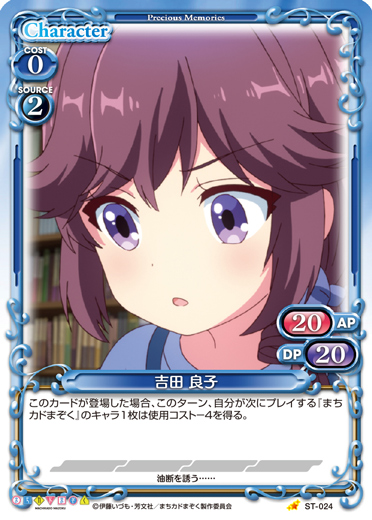 Precious Memories
Character
COST
0
SOURCE
2
20 AP
DP 20
吉田 良子
このカードが登場した場合、このターン、自分が次にプレイする『まち
カドまぞく』のキャラ1枚は使用コスト−4を得る。
油断を誘う……
©伊藤いづも・芳文社／まちカドまぞく製作委員会
ST-024